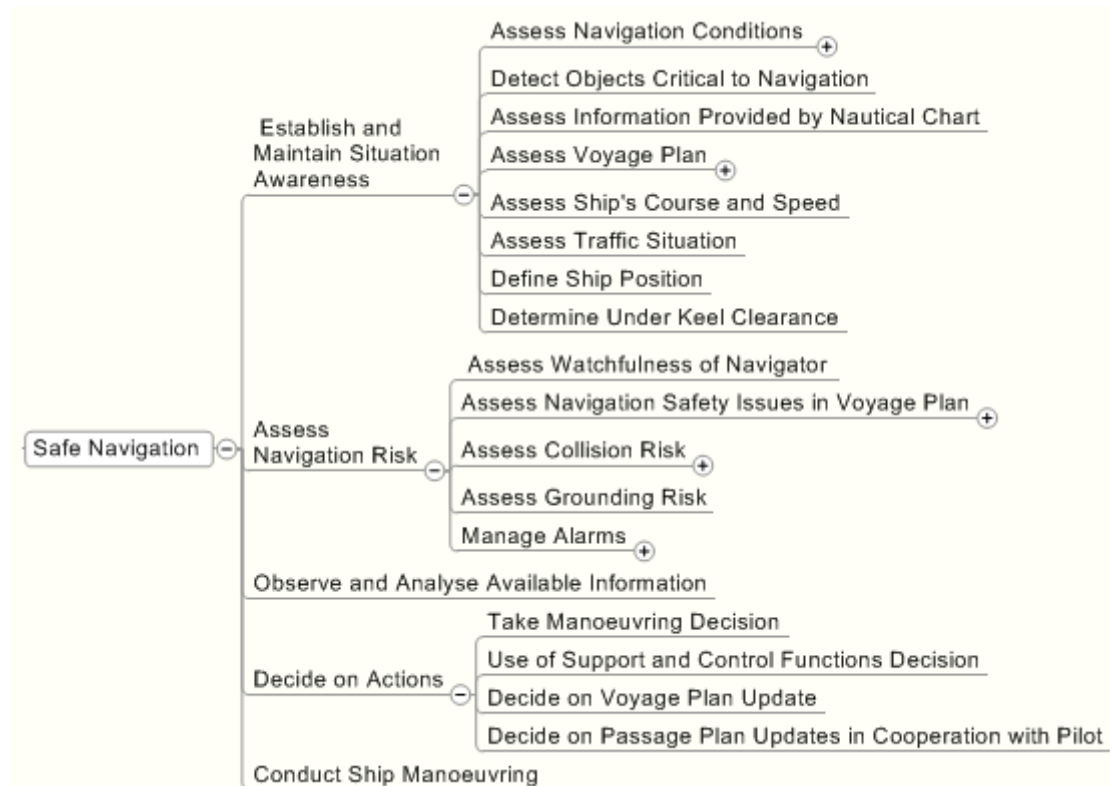 Assess Navigation Conditions
Detect Objects Critical to Navigation
Assess Information Provided by Nautical Chart
Establish and
Maintain Situation
Awareness
Assess Voyage Plan
Assess Ship's Course and Speed
Assess Traffic Situation
Define Ship Position
Determine Under Keel Clearance
Assess Watchfulness of Navigator
Assess Navigation Safety Issues in Voyage Plan
Safe Navigation
Assess
Navigation Risk
Assess Collision Risk
Assess Grounding Risk
Manage Alarms
Observe and Analyse Available Information
Take Manoeuvring Decision
Use of Support and Control Functions Decision
Decide on Actions
Decide on Voyage Plan Update
Decide on Passage Plan Updates in Cooperation with Pilot
Conduct Ship Manoeuvring